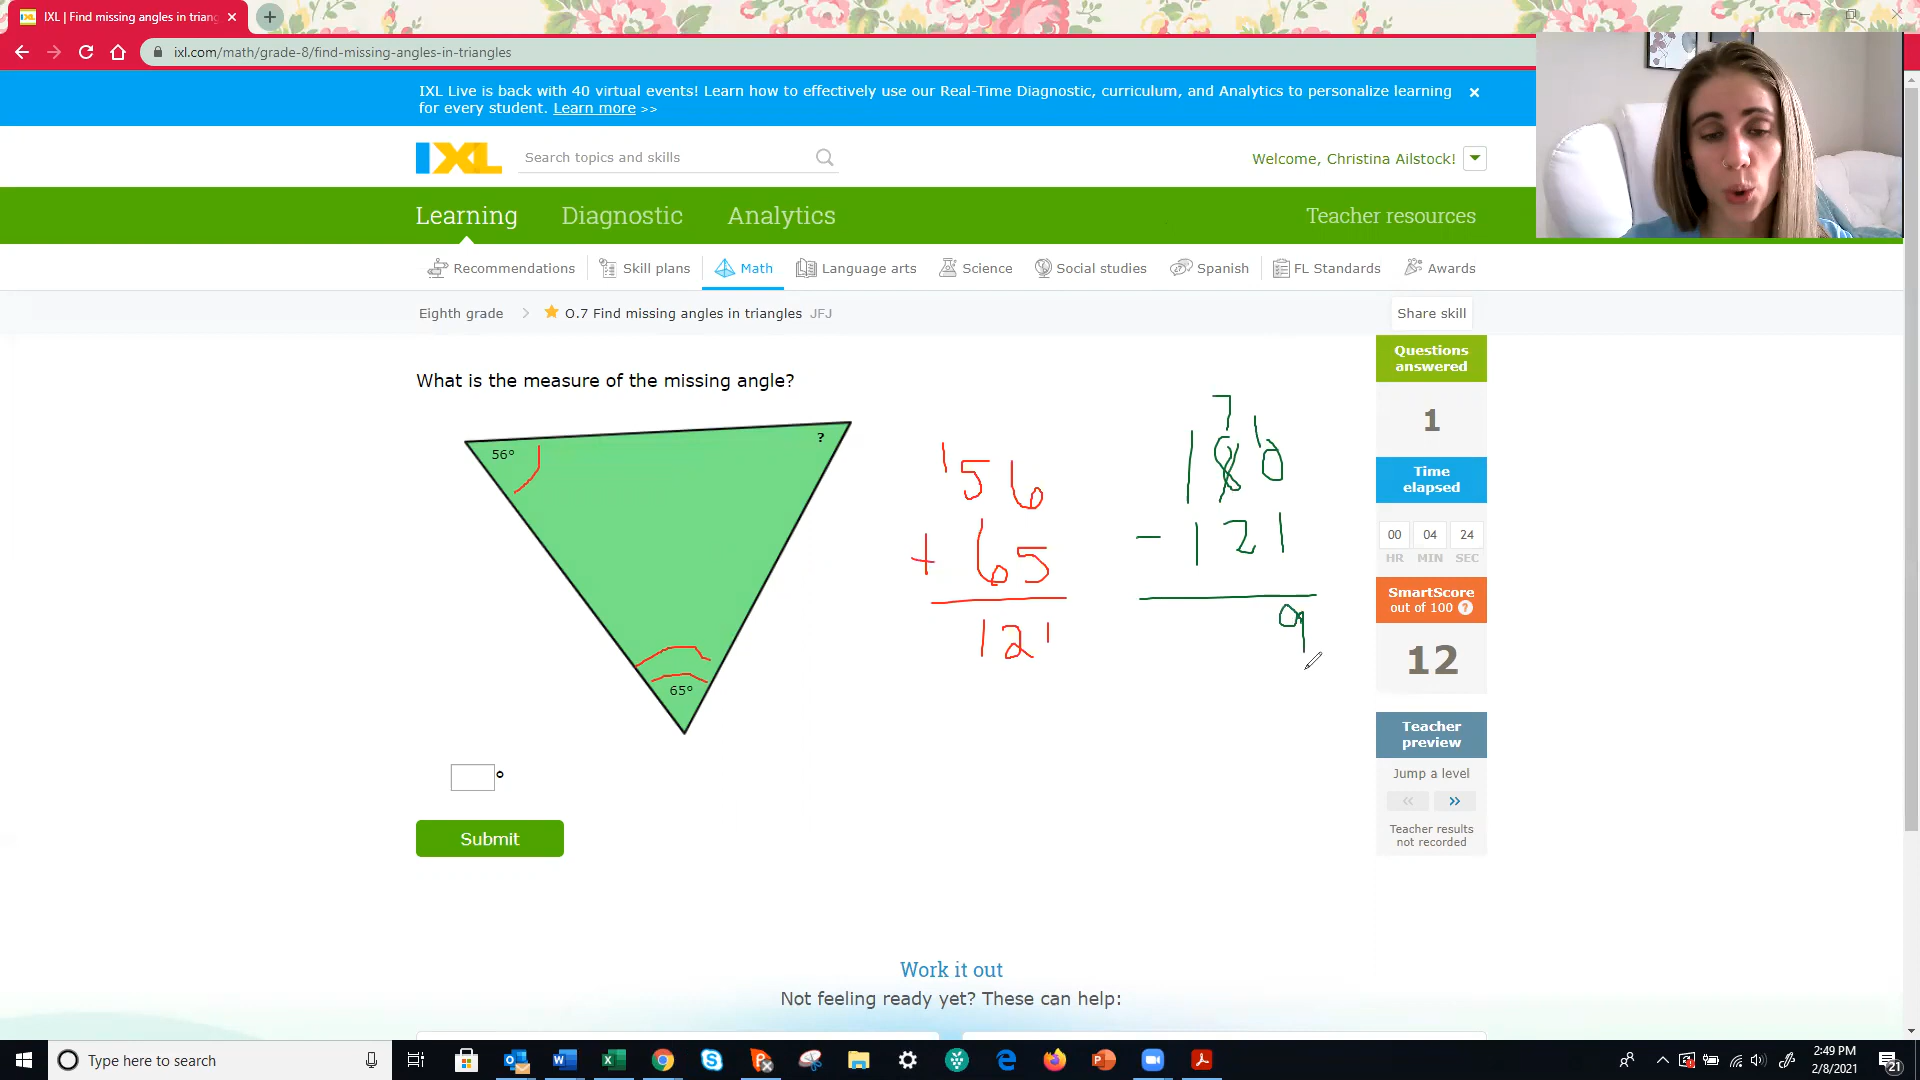 IXL | Find missing angles in triang
ixl.com/math/grade-8/find-missing-angles-in-triangles
IXL Live is back with 40 virtual events! Learn how to effectively use our Real-Time Diagnostic, curriculum, and Analytics to personalize learning
for every student. Learn more >>
IXL
Search topics and skills
Welcome, Christina Ailstock!
Learning Diagnostic Analytics Teacher resources
Recommendations Skill plans Math Language arts Science Social studies Spanish FL Standards Awards
Eighth grade > O.7 Find missing angles in triangles JFJ
Share skill
What is the measure of the missing angle?
56°
?
65°
°
Submit
1
56
+ 65
121
7 1
180
- 121
9
Questions
answered
1
Time
elapsed
00 04 24
HR MIN SEC
SmartScore
out of 100 ?
12
Teacher
preview
Jump a level
<< >>
Teacher results
not recorded
Work it out
Not feeling ready yet? These can help:
Type here to search
2:49 PM
2/8/2021
21